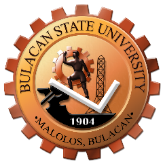 BULACAN STATE UNIVERSITY
1904
•MALOLOS, BULACAN•